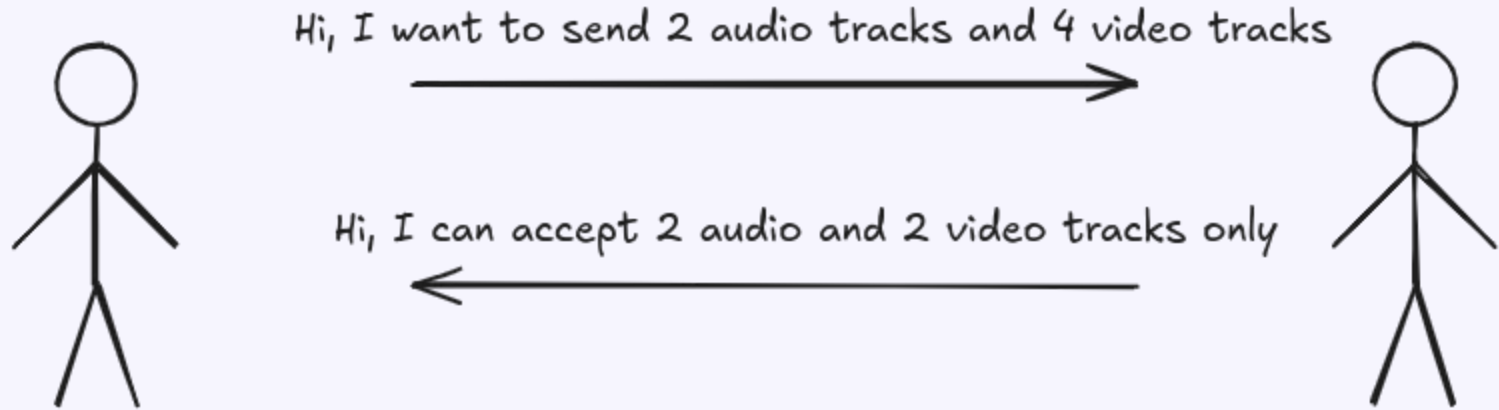 Hi, I want to send 2 audio tracks and 4 video tracks
Hi, I can accept 2 audio and 2 video tracks only